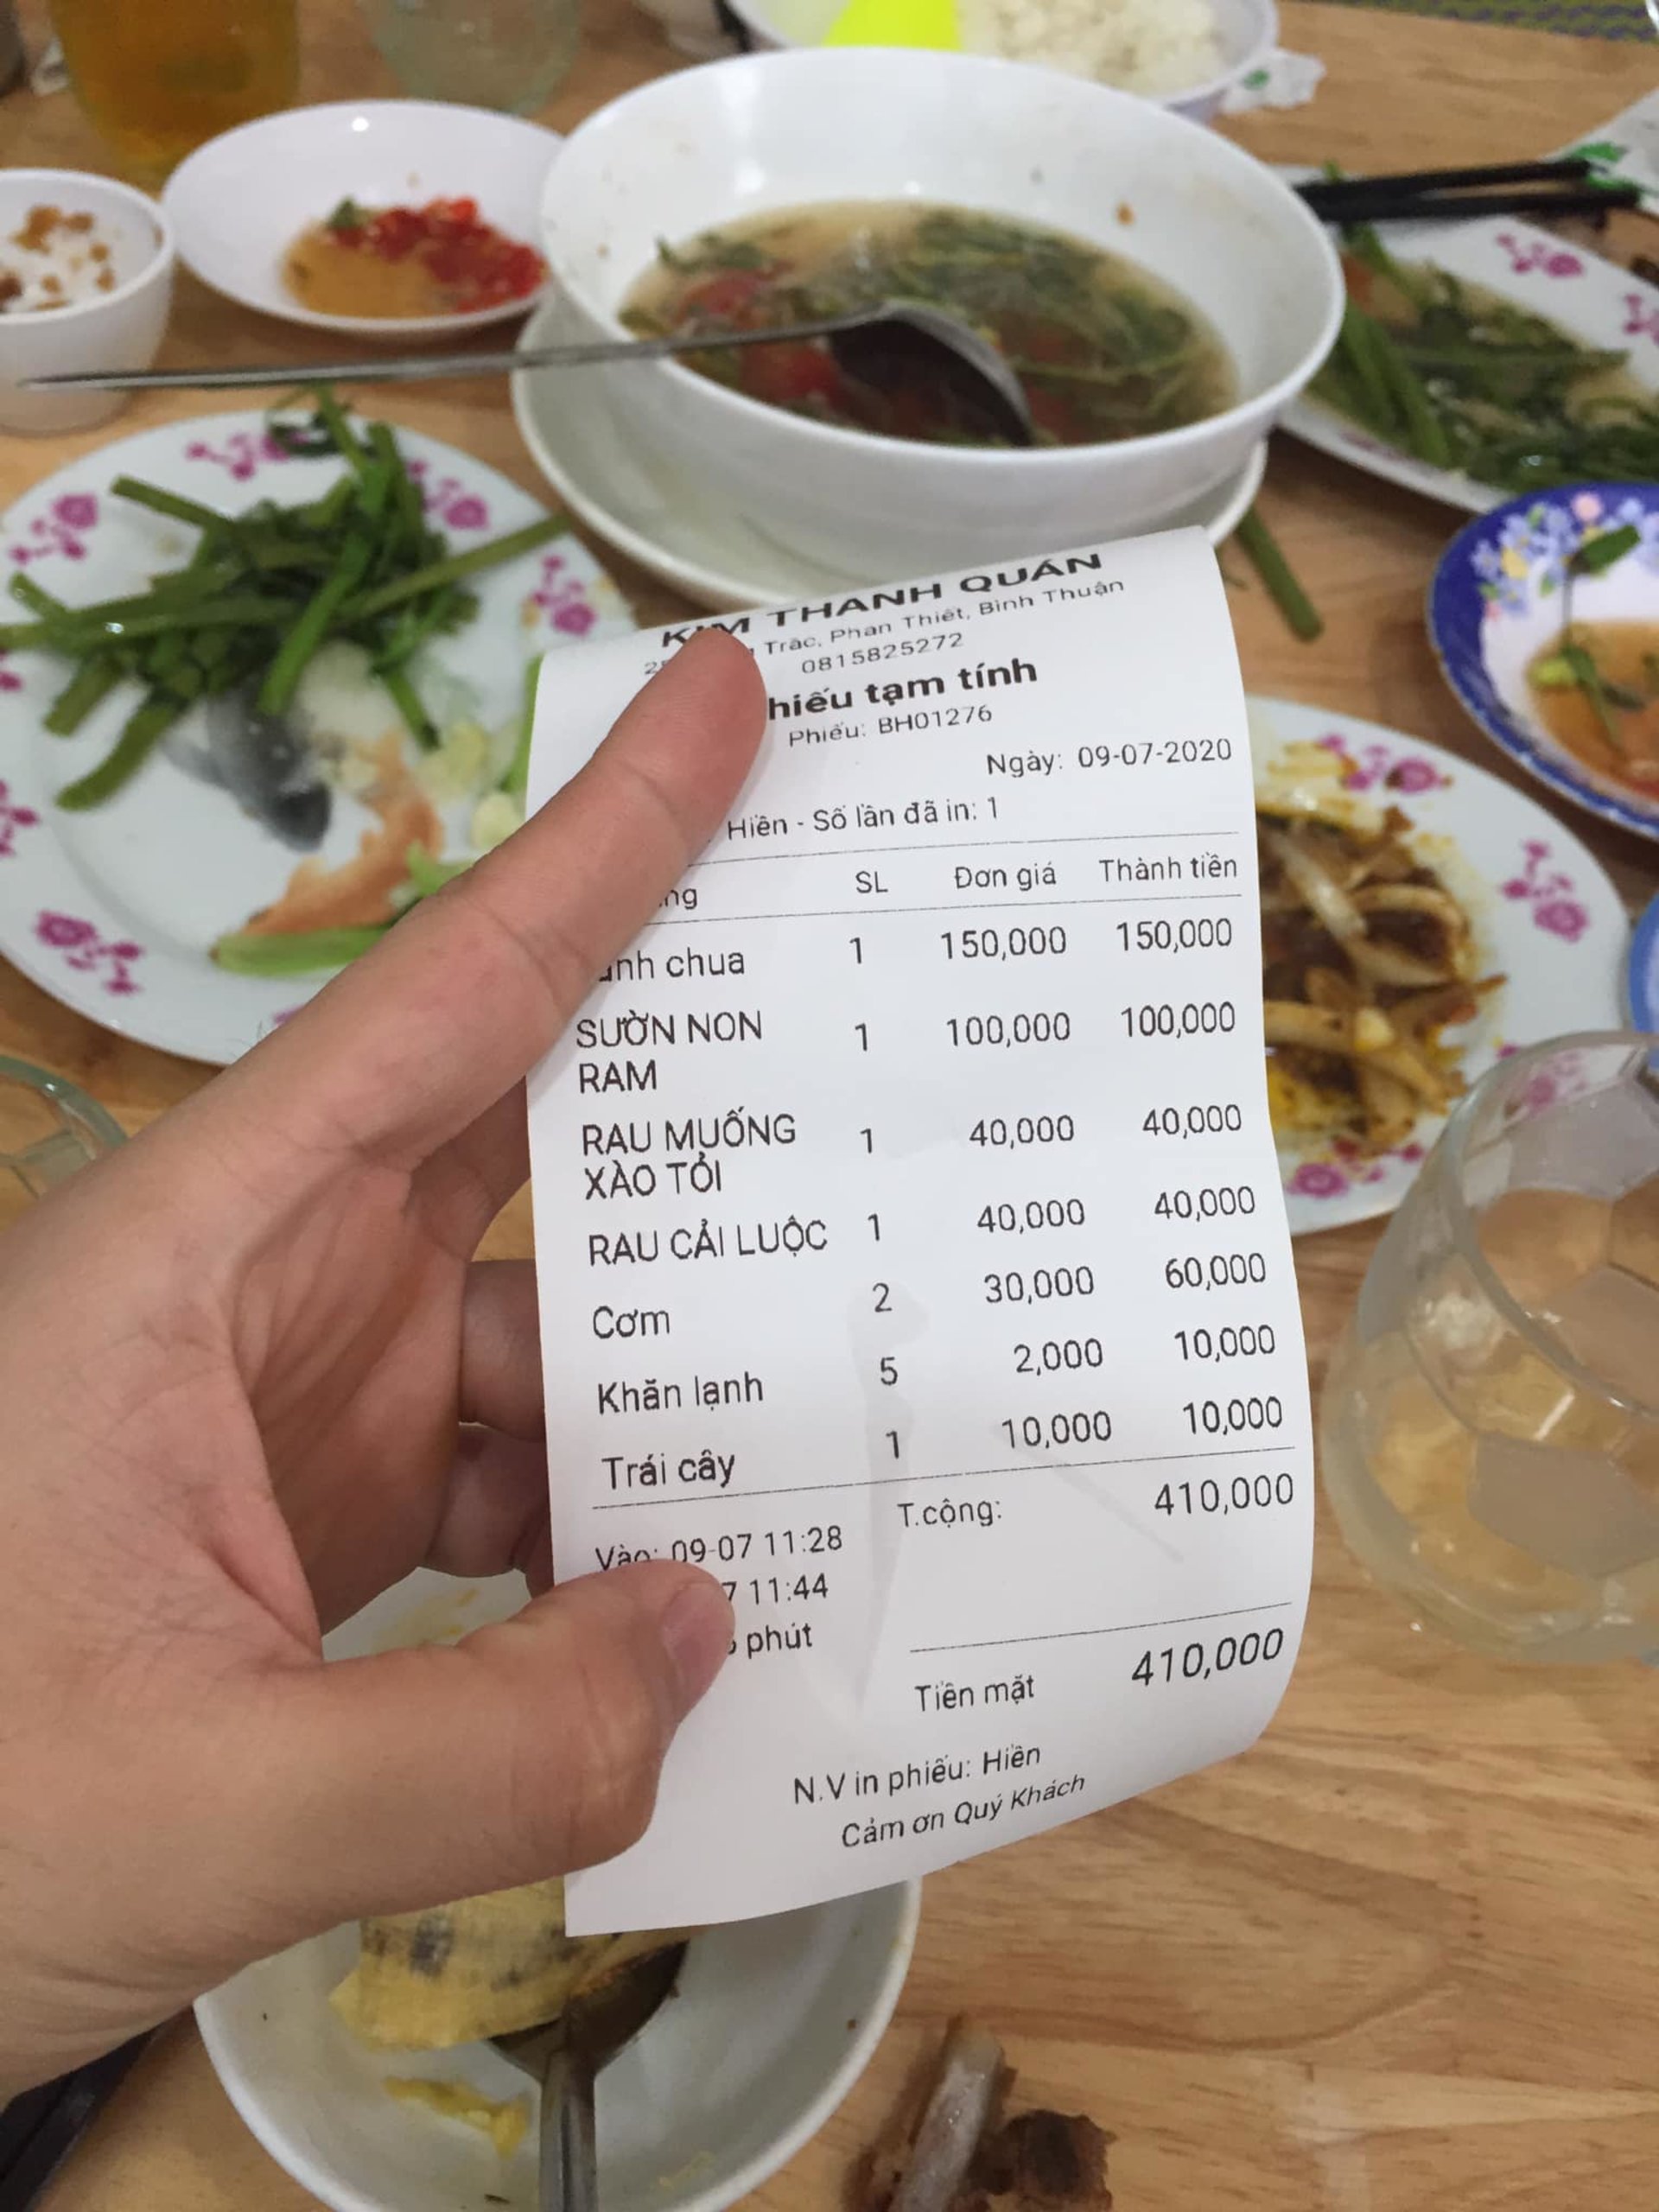 KIM THANH QUÁN
Trác, Phan Thiết, Bình Thuận
0815825272
hiếu tạm tính
Phiếu: BH01276
Ngày: 09-07-2020
Hiền - Số lần đã in: 1
ng SL Đơn giá Thành tiền
anh chua 1 150,000 150,000
SƯỜN NON 1 100,000 100,000
RAM
RAU MUỐNG 1 40,000 40,000
XÀO TỎI
RAU CẢI LUỘC 1 40,000 40,000
Cơm 2 30,000 60,000
Khăn lạnh 5 2,000 10,000
Trái cây 1 10,000 10,000
T.cộng: 410,000
Vào: 09-07 11:28
7 11:44
phút
Tiền mặt 410,000
N.V in phiếu: Hiền
Cảm ơn Quý Khách